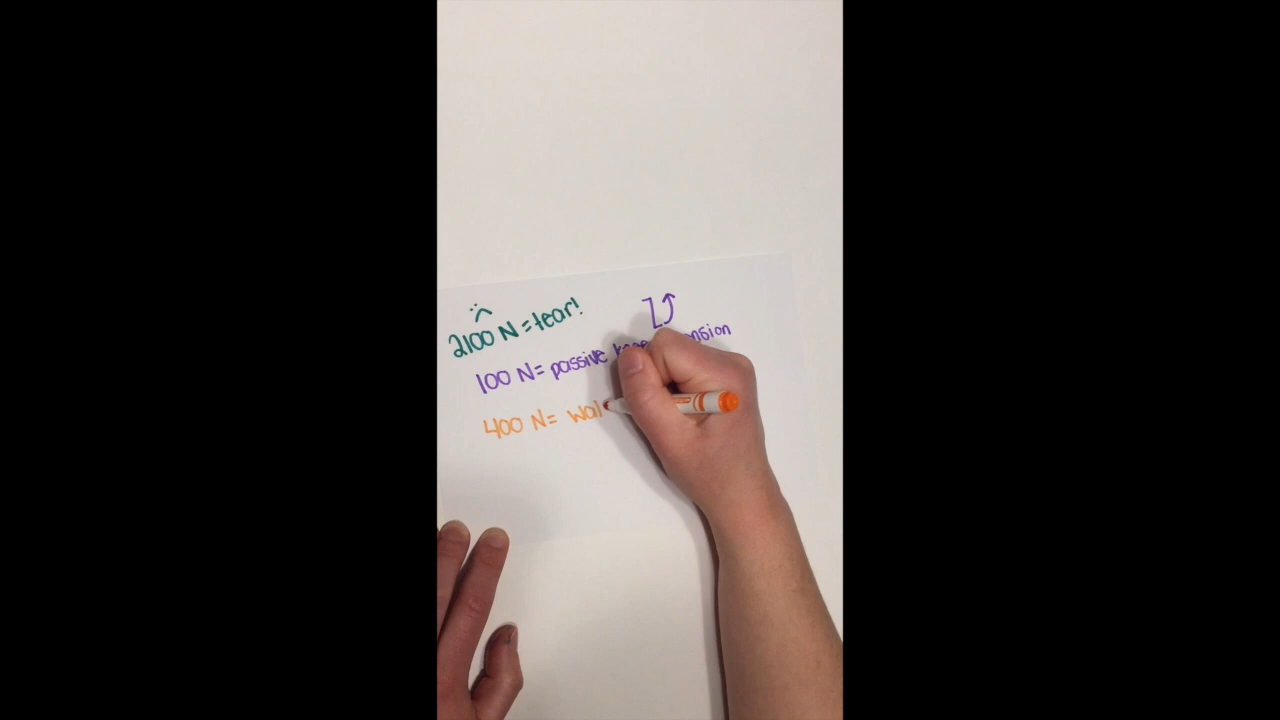 2100 N = tear!
100 N = passive
400 N = wal